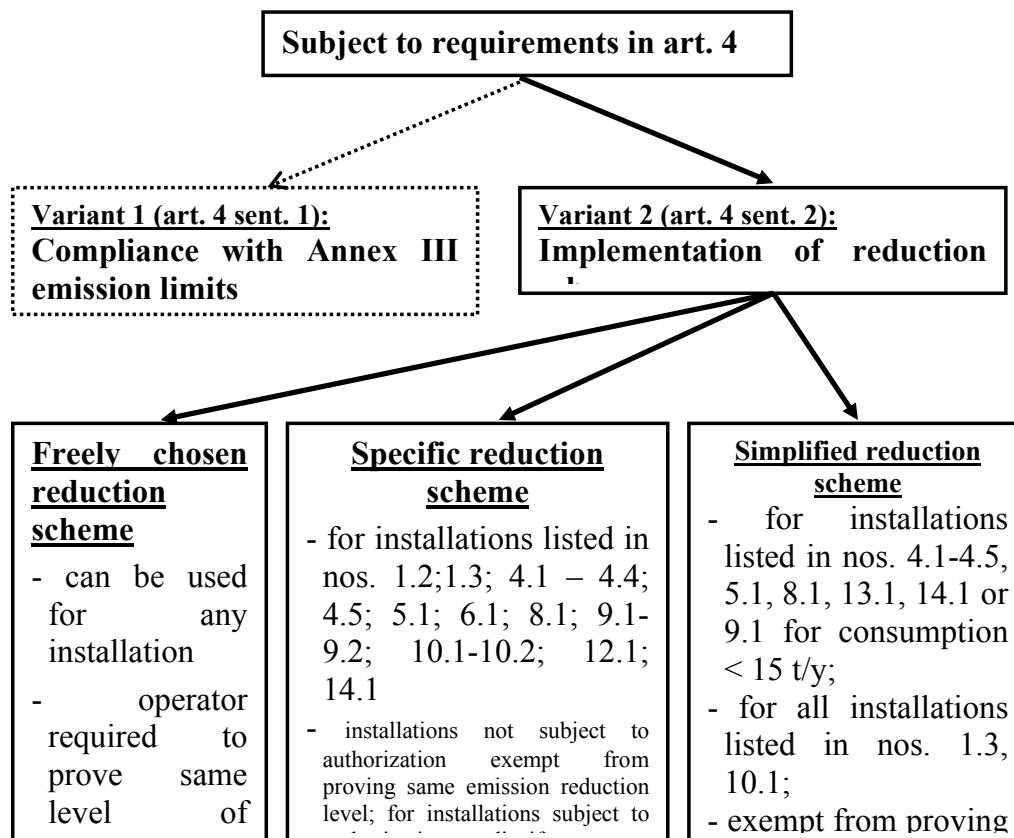 Subject to requirements in art. 4
Variant 1 (art. 4 sent. 1):
Compliance with Annex III
emission limits
Variant 2 (art. 4 sent. 2):
Implementation of reduction
Freely chosen
reduction
scheme
- can be used
for any
installation
- operator
required to
prove same
level of
Specific reduction
scheme
- for installations listed in
nos. 1.2;1.3; 4.1 – 4.4;
4.5; 5.1; 6.1; 8.1; 9.1-
9.2; 10.1-10.2; 12.1;
14.1
- installations not subject to
authorization exempt from
proving same emission reduction
level; for installations subject to
Simplified reduction
scheme
- for installations
listed in nos. 4.1-4.5,
5.1, 8.1, 13.1, 14.1 or
9.1 for consumption
< 15 t/y;
- for all installations
listed in nos. 1.3,
10.1;
- exempt from proving